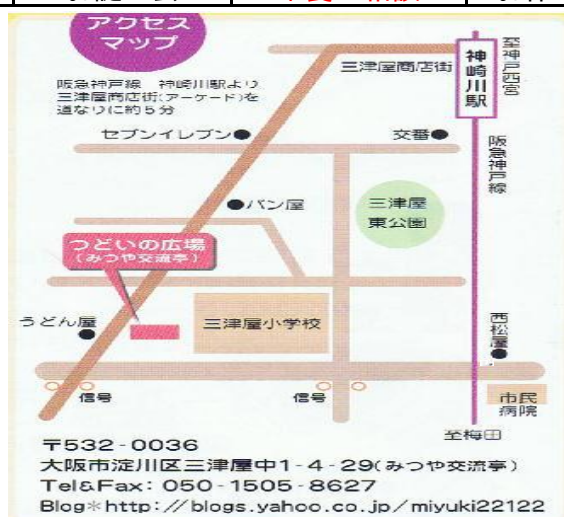 アクセス
マップ
阪急神戸線　神崎川駅より
三津屋商店街(アーケード)を
道なりに約5分
三津屋商店街
神崎川駅
至神戸西宮
阪急神戸線
セブンイレブン●
交番●
●パン屋
三津屋
東公園
つどいの広場
(みつや交流亭)
うどん屋
三津屋小学校
西松屋
信号
信号
市民
病院
至梅田
〒532-0036
大阪市淀川区三津屋中1-4-29(みつや交流亭)
Tel&Fax: 050-1505-8627
Blog*http://blogs.yahoo.co.jp/miyuki22122